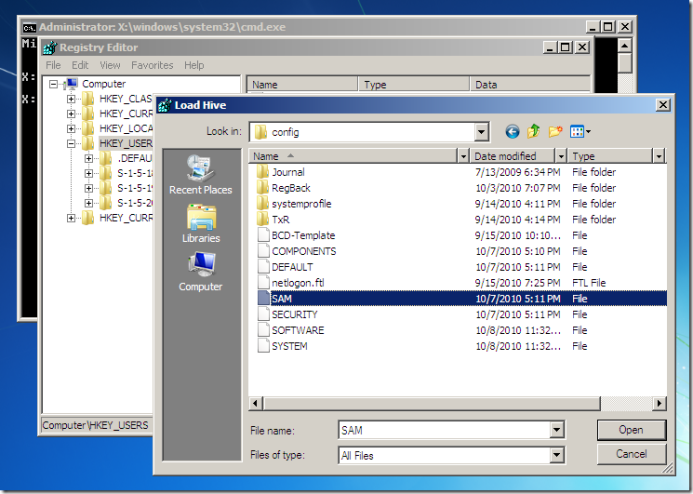 Administrator: X:\windows\system32\cmd.exe
Mi
X:
X:
Registry Editor
File Edit View Favorites Help
Computer
HKEY_CLAS
HKEY_CURR
HKEY_LOCA
HKEY_USERS
.DEFAU
S-1-5-18
S-1-5-19
S-1-5-20
HKEY_CURR
Name Type Data
Computer\HKEY_USERS
Load Hive
Look in: config
Recent Places
Libraries
Computer
Name Date modified Type
Journal 7/13/2009 6:34 PM File folder
RegBack 10/3/2010 7:07 PM File folder
systemprofile 9/14/2010 4:11 PM File folder
TxR 9/14/2010 4:14 PM File folder
BCD-Template 9/15/2010 10:10... File
COMPONENTS 10/7/2010 5:10 PM File
DEFAULT 10/7/2010 5:11 PM File
netlogon.ftl 9/15/2010 7:25 PM FTL File
SAM 10/7/2010 5:11 PM File
SECURITY 10/7/2010 5:11 PM File
SOFTWARE 10/8/2010 11:32... File
SYSTEM 10/8/2010 11:32... File
File name: SAM Open
Files of type: All Files Cancel